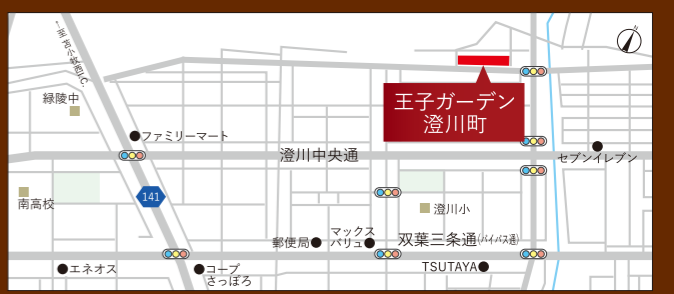 ←至 苫小牧西I.C.
N
王子ガーデン
澄川町
緑陵中
ファミリーマート
澄川中央通
セブンイレブン
南高校
141
澄川小
郵便局
マックス
バリュ
双葉三条通(バイパス通)
エネオス
コープ
さっぽろ
TSUTAYA